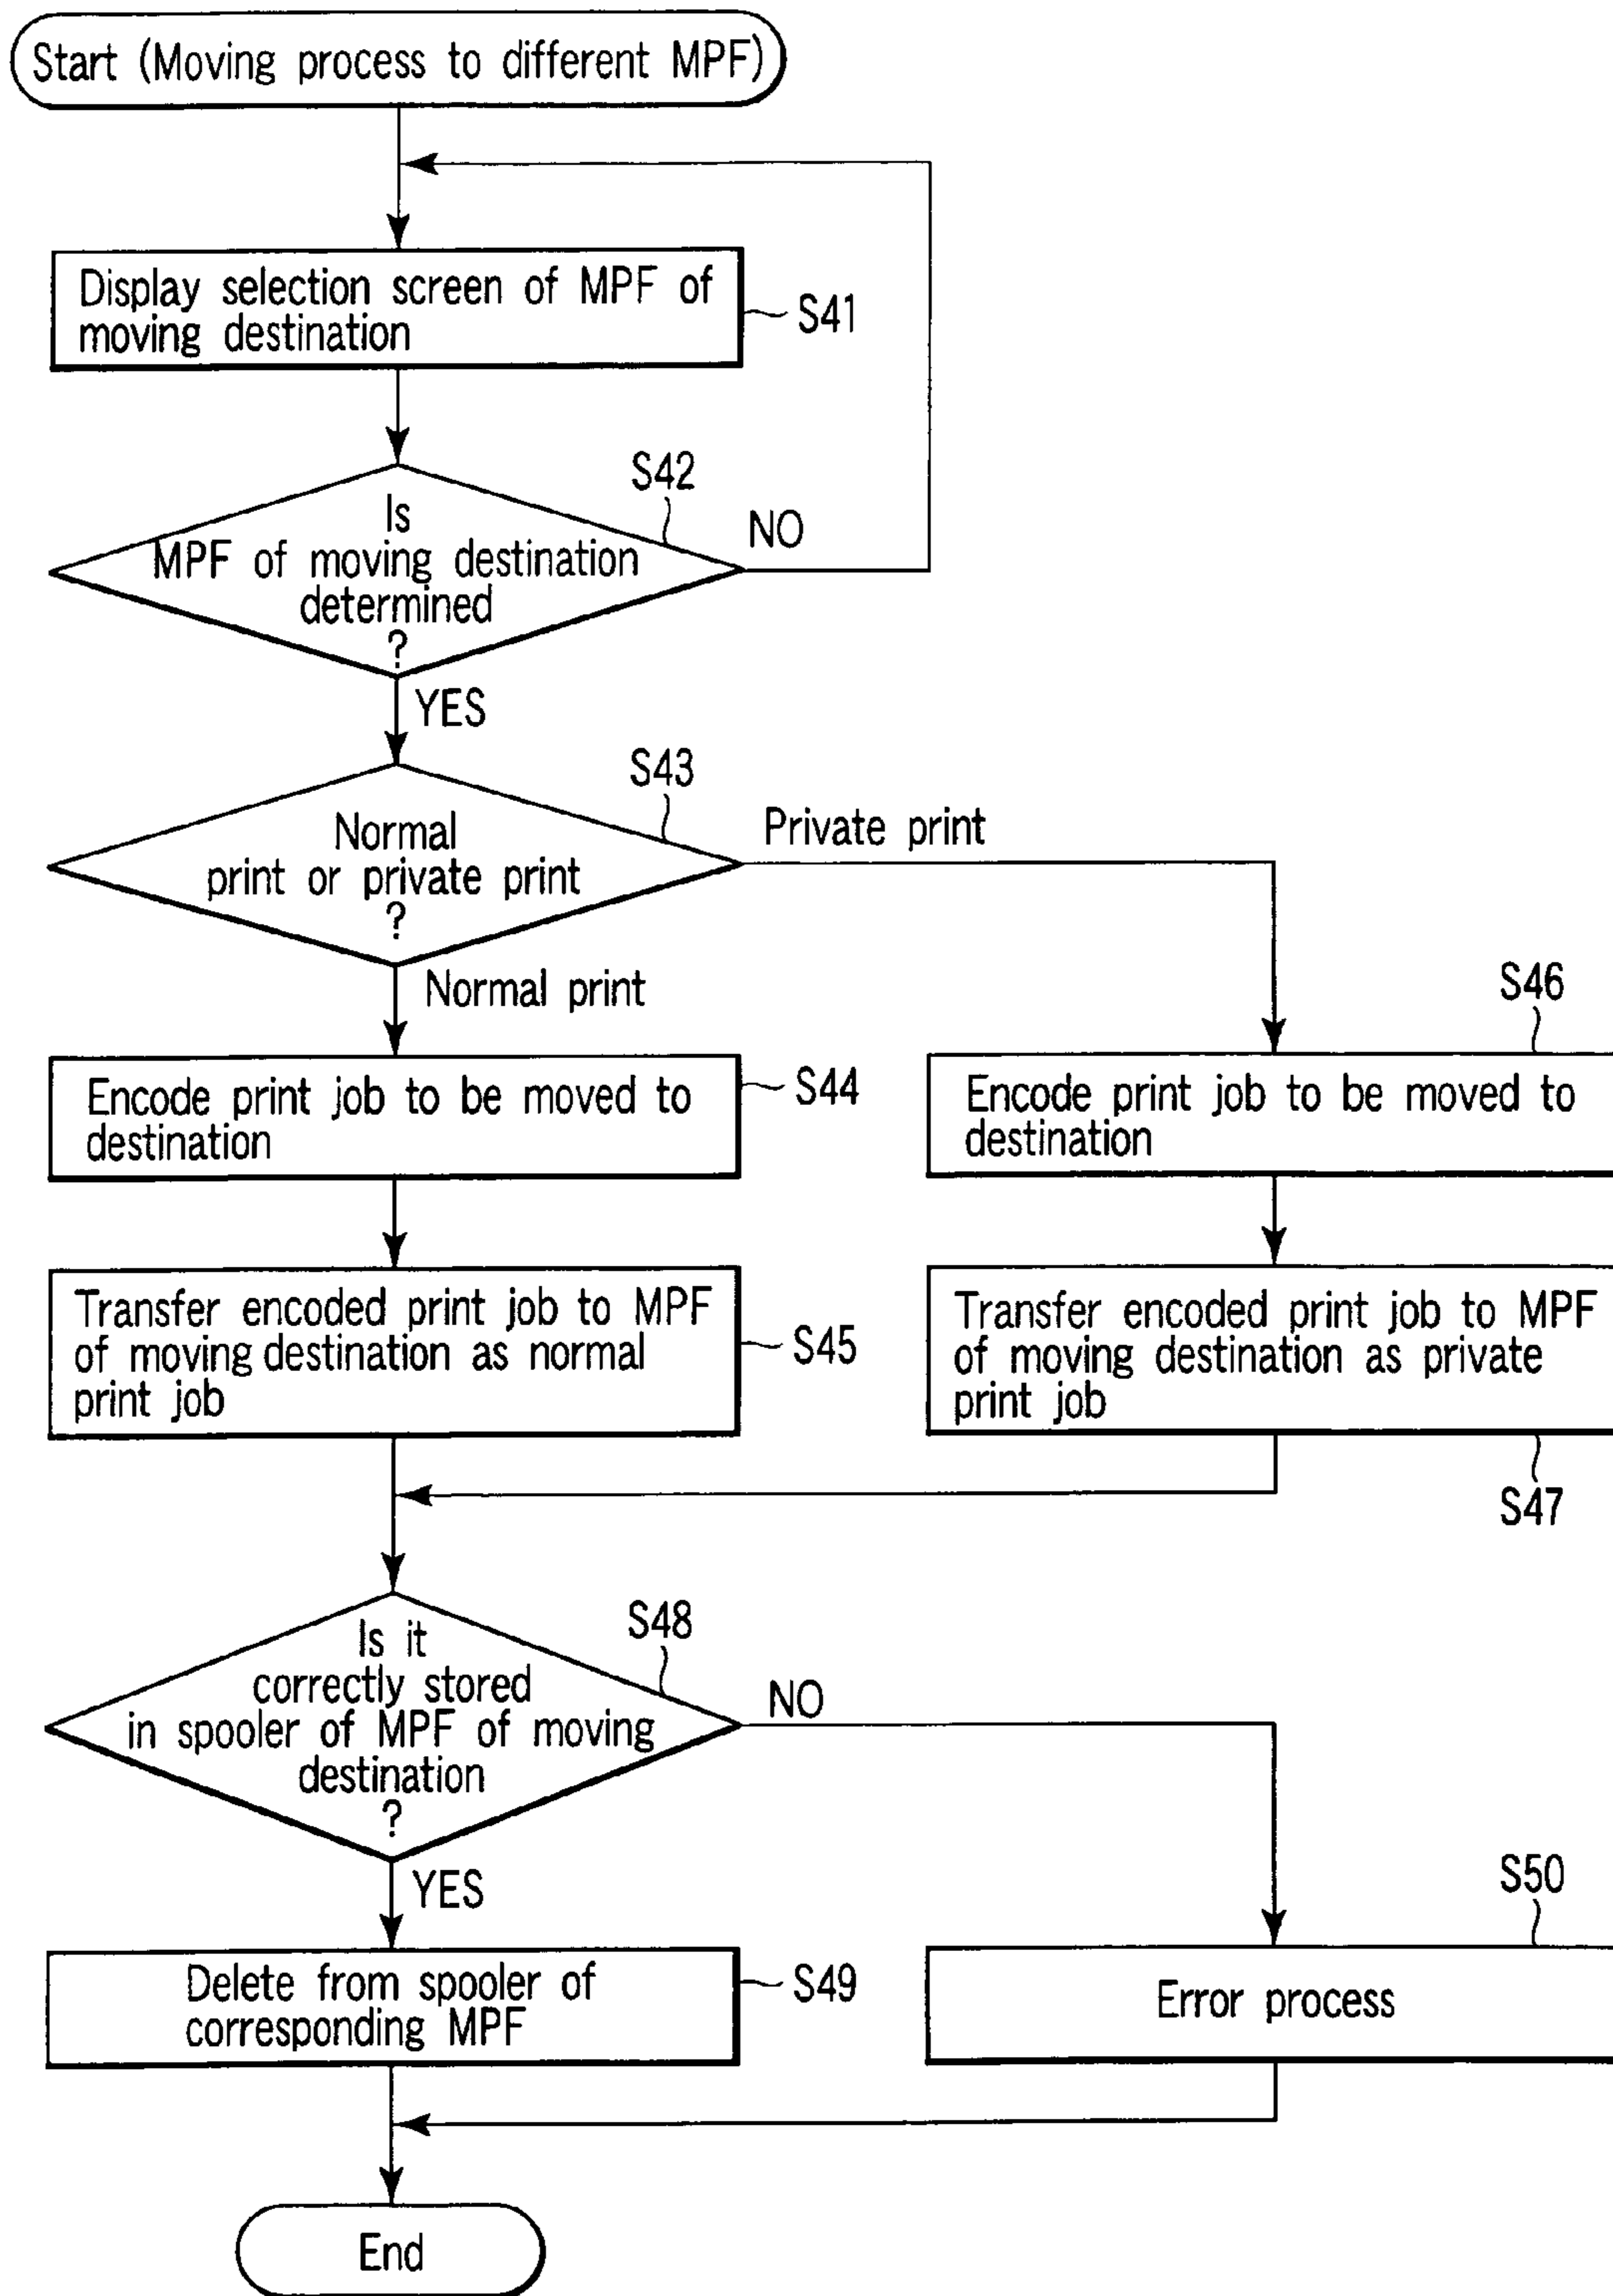 Start (Moving process to different MPF)
Display selection screen of MPF of
moving destination
S41
S42
Is
MPF of moving destination
determined
?
NO
YES
S43
Normal
print or private print
?
Private print
Normal print
S46
Encode print job to be moved to
destination
S44
Encode print job to be moved to
destination
Transfer encoded print job to MPF
of moving destination as normal
print job
S45
Transfer encoded print job to MPF
of moving destination as private
print job
S47
S48
Is it
correctly stored
in spooler of MPF of moving
destination
?
NO
YES
S50
Delete from spooler of
corresponding MPF
S49
Error process
End